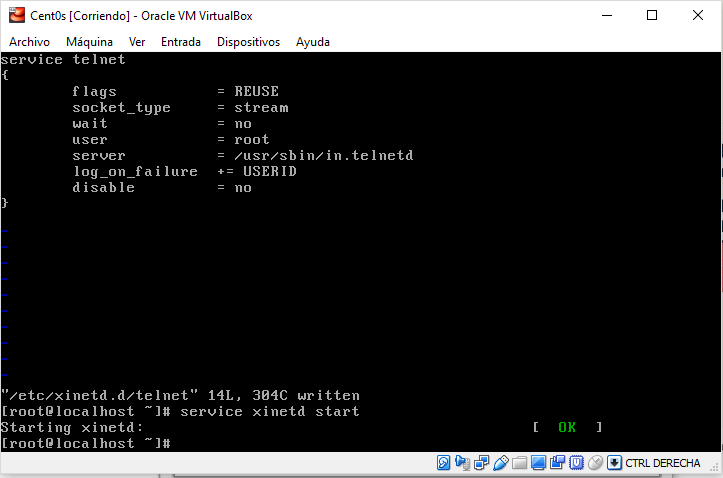 Cent0s [Corriendo] - Oracle VM VirtualBox
Archivo Máquina Ver Entrada Dispositivos Ayuda
service telnet
{
        flags           = REUSE
        socket_type     = stream
        wait            = no
        user            = root
        server          = /usr/sbin/in.telnetd
        log_on_failure  += USERID
        disable         = no
}
~
~
~
~
~
~
~
~
~
~
"/etc/xinetd.d/telnet" 14L, 304C written
[root@localhost ~]# service xinetd start
Starting xinetd:                                           [  OK  ]
[root@localhost ~]#
CTRL DERECHA